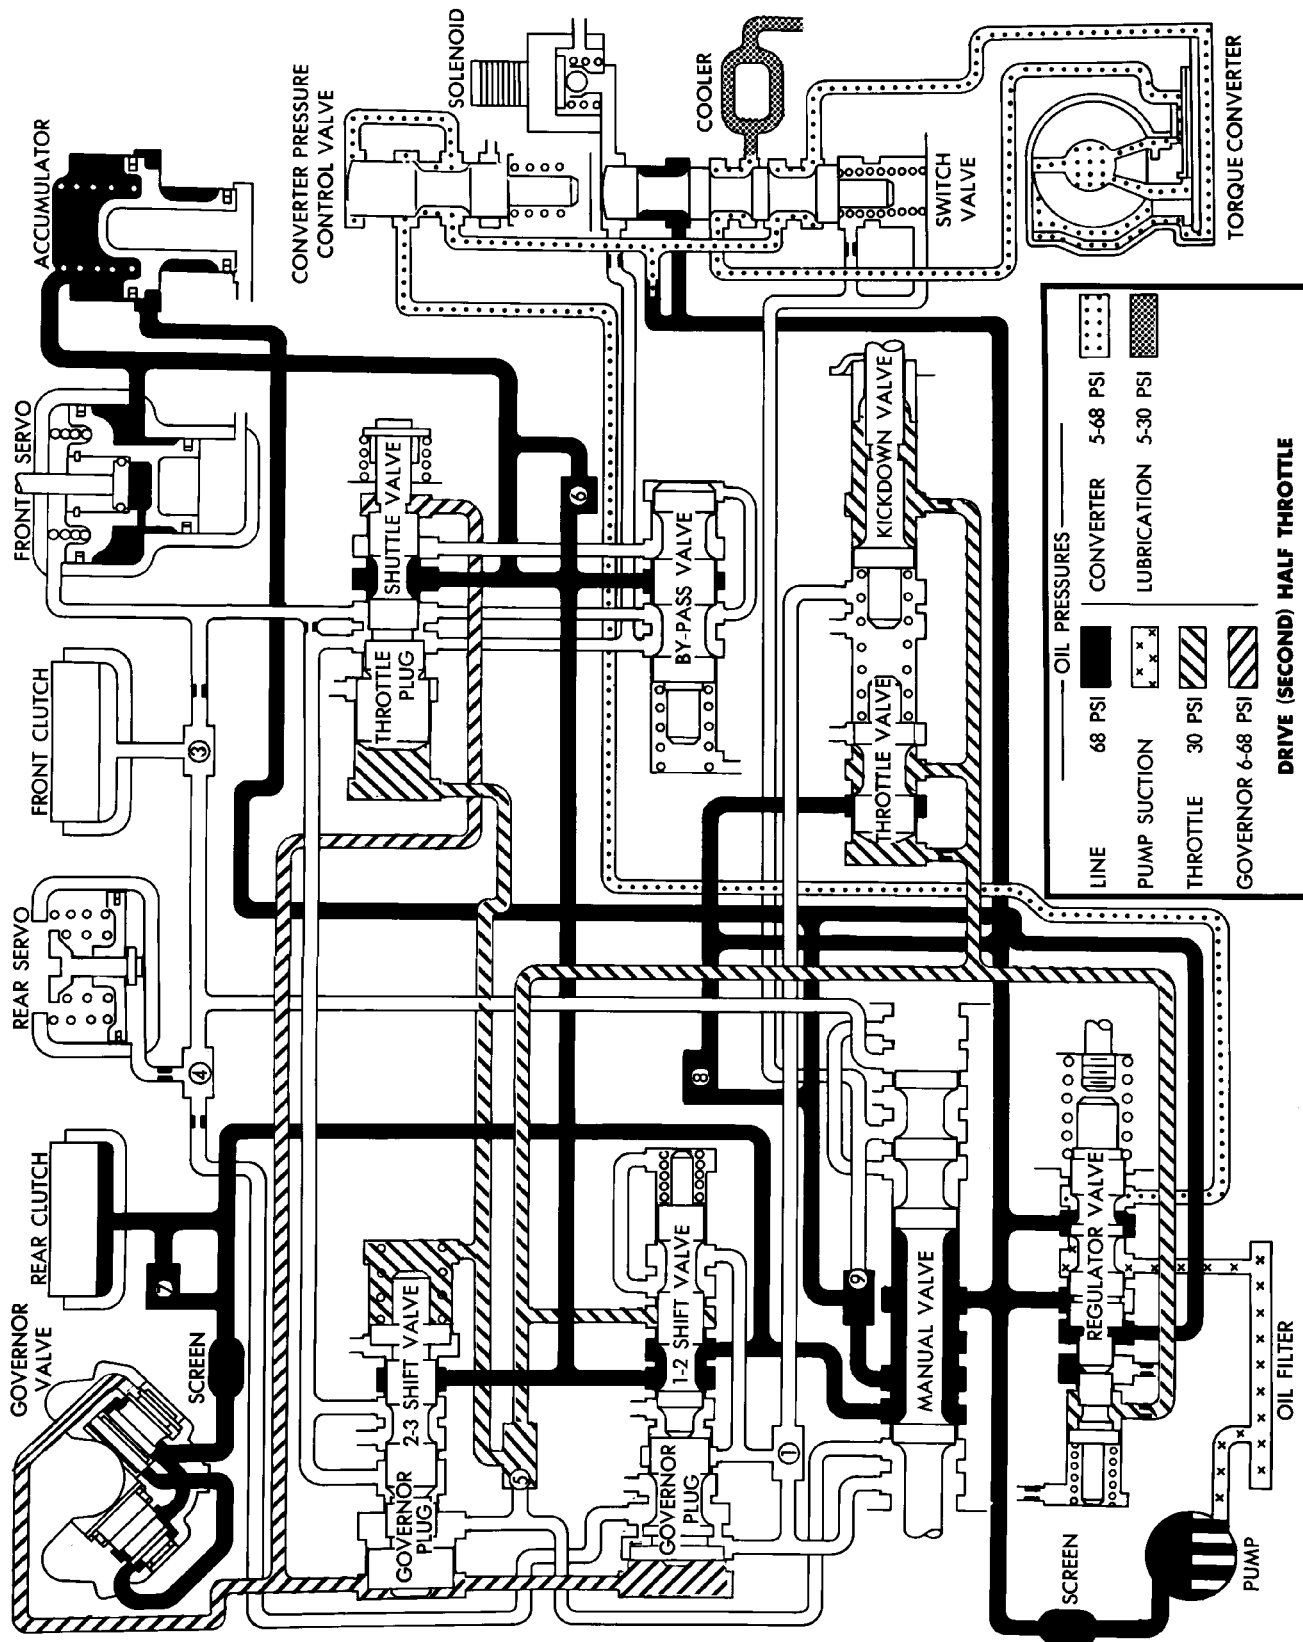 GOVERNOR
VALVE
REAR CLUTCH
REAR SERVO
FRONT CLUTCH
FRONT SERVO
ACCUMULATOR
SCREEN
7
4
3
CONVERTER PRESSURE
CONTROL VALVE
SOLENOID
GOVERNOR
PLUG
2-3 SHIFT VALVE
THROTTLE
PLUG
SHUTTLE VALVE
5
6
GOVERNOR
PLUG
1-2 SHIFT VALVE
8
BY-PASS VALVE
COOLER
1
9
MANUAL VALVE
THROTTLE VALVE
KICKDOWN VALVE
SWITCH
VALVE
SCREEN
REGULATOR VALVE
PUMP
OIL FILTER
TORQUE CONVERTER
OIL PRESSURES
LINE 68 PSI
CONVERTER 5-68 PSI
PUMP SUCTION
LUBRICATION 5-30 PSI
THROTTLE 30 PSI
GOVERNOR 6-68 PSI
DRIVE (SECOND) HALF THROTTLE